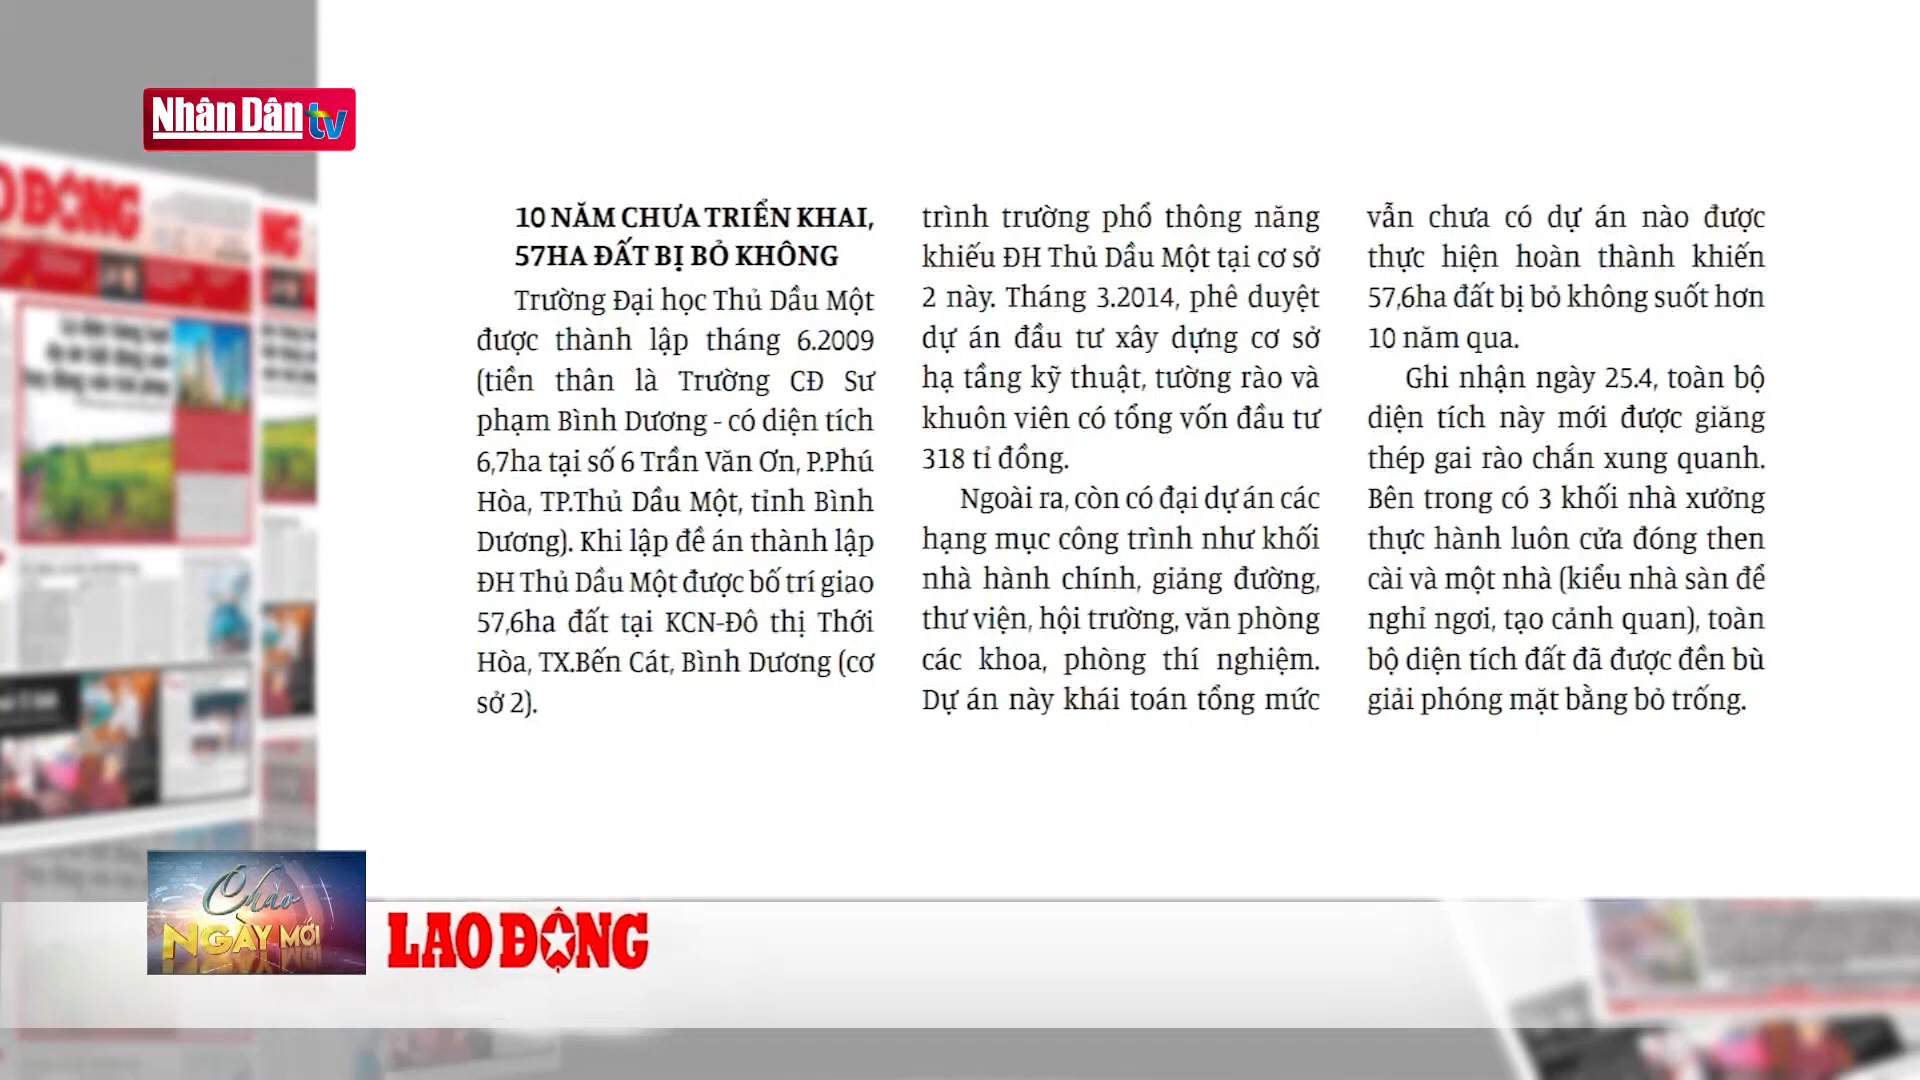 Nhân Dân tv
10 NĂM CHƯA TRIỂN KHAI,
57HA ĐẤT BỊ BỎ KHÔNG
Trường Đại học Thủ Dầu Một
được thành lập tháng 6.2009
(tiền thân là Trường CĐ Sư
phạm Bình Dương - có diện tích
6,7ha tại số 6 Trần Văn Ơn, P.Phú
Hòa, TP.Thủ Dầu Một, tỉnh Bình
Dương). Khi lập đề án thành lập
ĐH Thủ Dầu Một được bố trí giao
57,6ha đất tại KCN-Đô thị Thới
Hòa, TX.Bến Cát, Bình Dương (cơ
sở 2).
trình trường phổ thông năng
khiếu ĐH Thủ Dầu Một tại cơ sở
2 này. Tháng 3.2014, phê duyệt
dự án đầu tư xây dựng cơ sở
hạ tầng kỹ thuật, tường rào và
khuôn viên có tổng vốn đầu tư
318 tỉ đồng.
Ngoài ra, còn có đại dự án các
hạng mục công trình như khối
nhà hành chính, giảng đường,
thư viện, hội trường, văn phòng
các khoa, phòng thí nghiệm.
Dự án này khái toán tổng mức
vẫn chưa có dự án nào được
thực hiện hoàn thành khiến
57,6ha đất bị bỏ không suốt hơn
10 năm qua.
Ghi nhận ngày 25.4, toàn bộ
diện tích này mới được giăng
thép gai rào chắn xung quanh.
Bên trong có 3 khối nhà xưởng
thực hành luôn cửa đóng then
cài và một nhà (kiểu nhà sàn để
nghỉ ngơi, tạo cảnh quan), toàn
bộ diện tích đất đã được đền bù
giải phóng mặt bằng bỏ trống.
Chào
NGÀY MỚI
LAO ĐỘNG